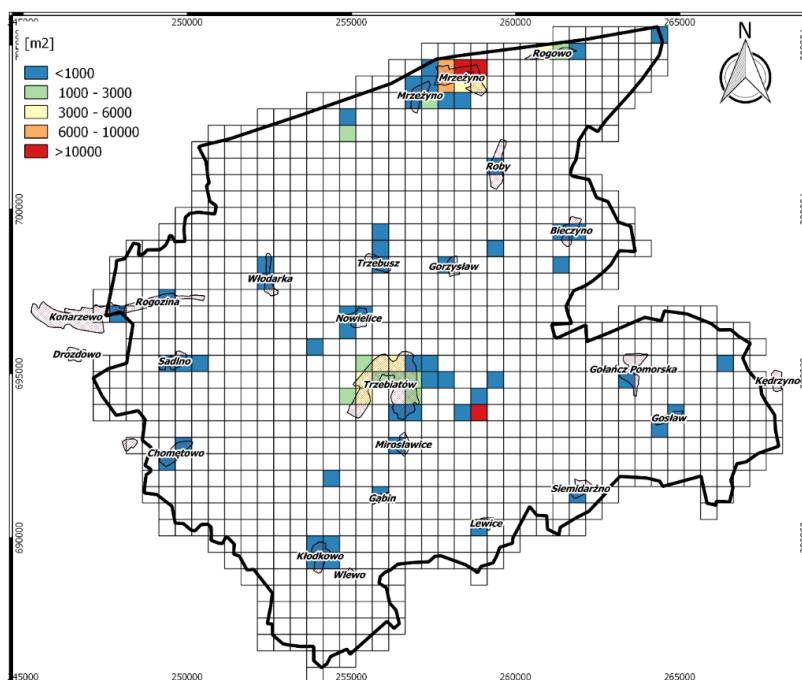 250000 255000 260000 265000
[m2]
<1000
1000 - 3000
3000 - 6000
6000 - 10000
>10000
N
Rogowo
Mrzeżyno
Mrzeżyno
Roby
700000
Bieczyno
Trzebusz
Gorzysław
Włodarka
Rogozina
Konarzewo
Nowielice
Drozdowo
Sadlno
695000
Trzebiatów
Gołańcz Pomorska
Kędrzyno
Gosław
Mirosławice
Chomętowo
Siemidarżno
Gąbin
Lewice
690000
Kłodkowo
Wlewo
45000 250000 255000 260000 265000